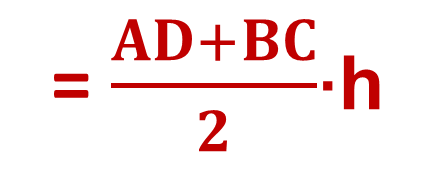 = AD+BC/2 ·h